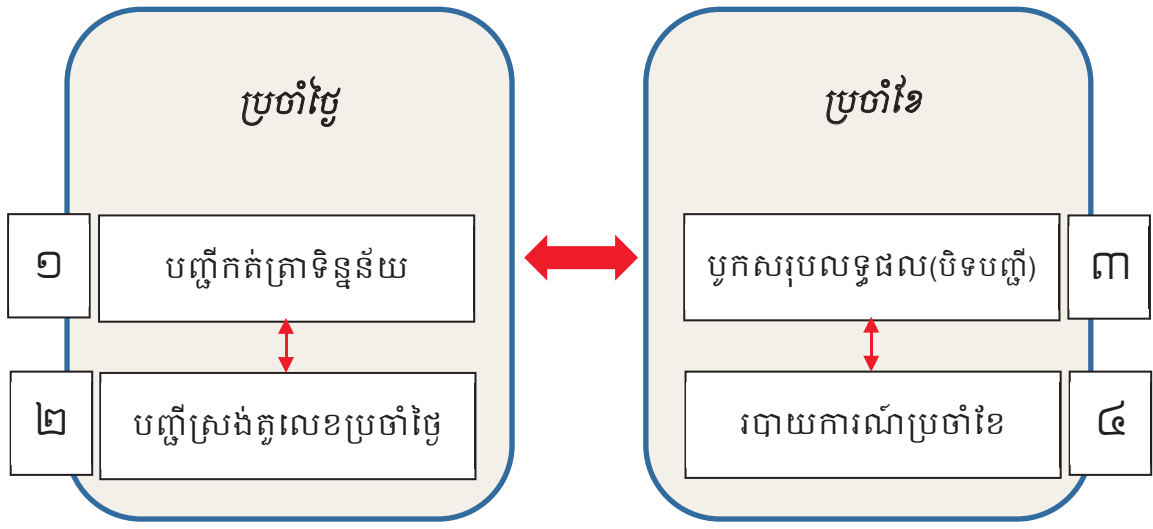 ប្រចាំថ្ងៃ
១
បញ្ជីកត់ត្រាទិន្នន័យ
២
បញ្ជីស្រង់តួលេខប្រចាំថ្ងៃ
ប្រចាំខែ
បូកសរុបលទ្ធផល(បិទបញ្ជី)
៣
របាយការណ៍ប្រចាំខែ
៤